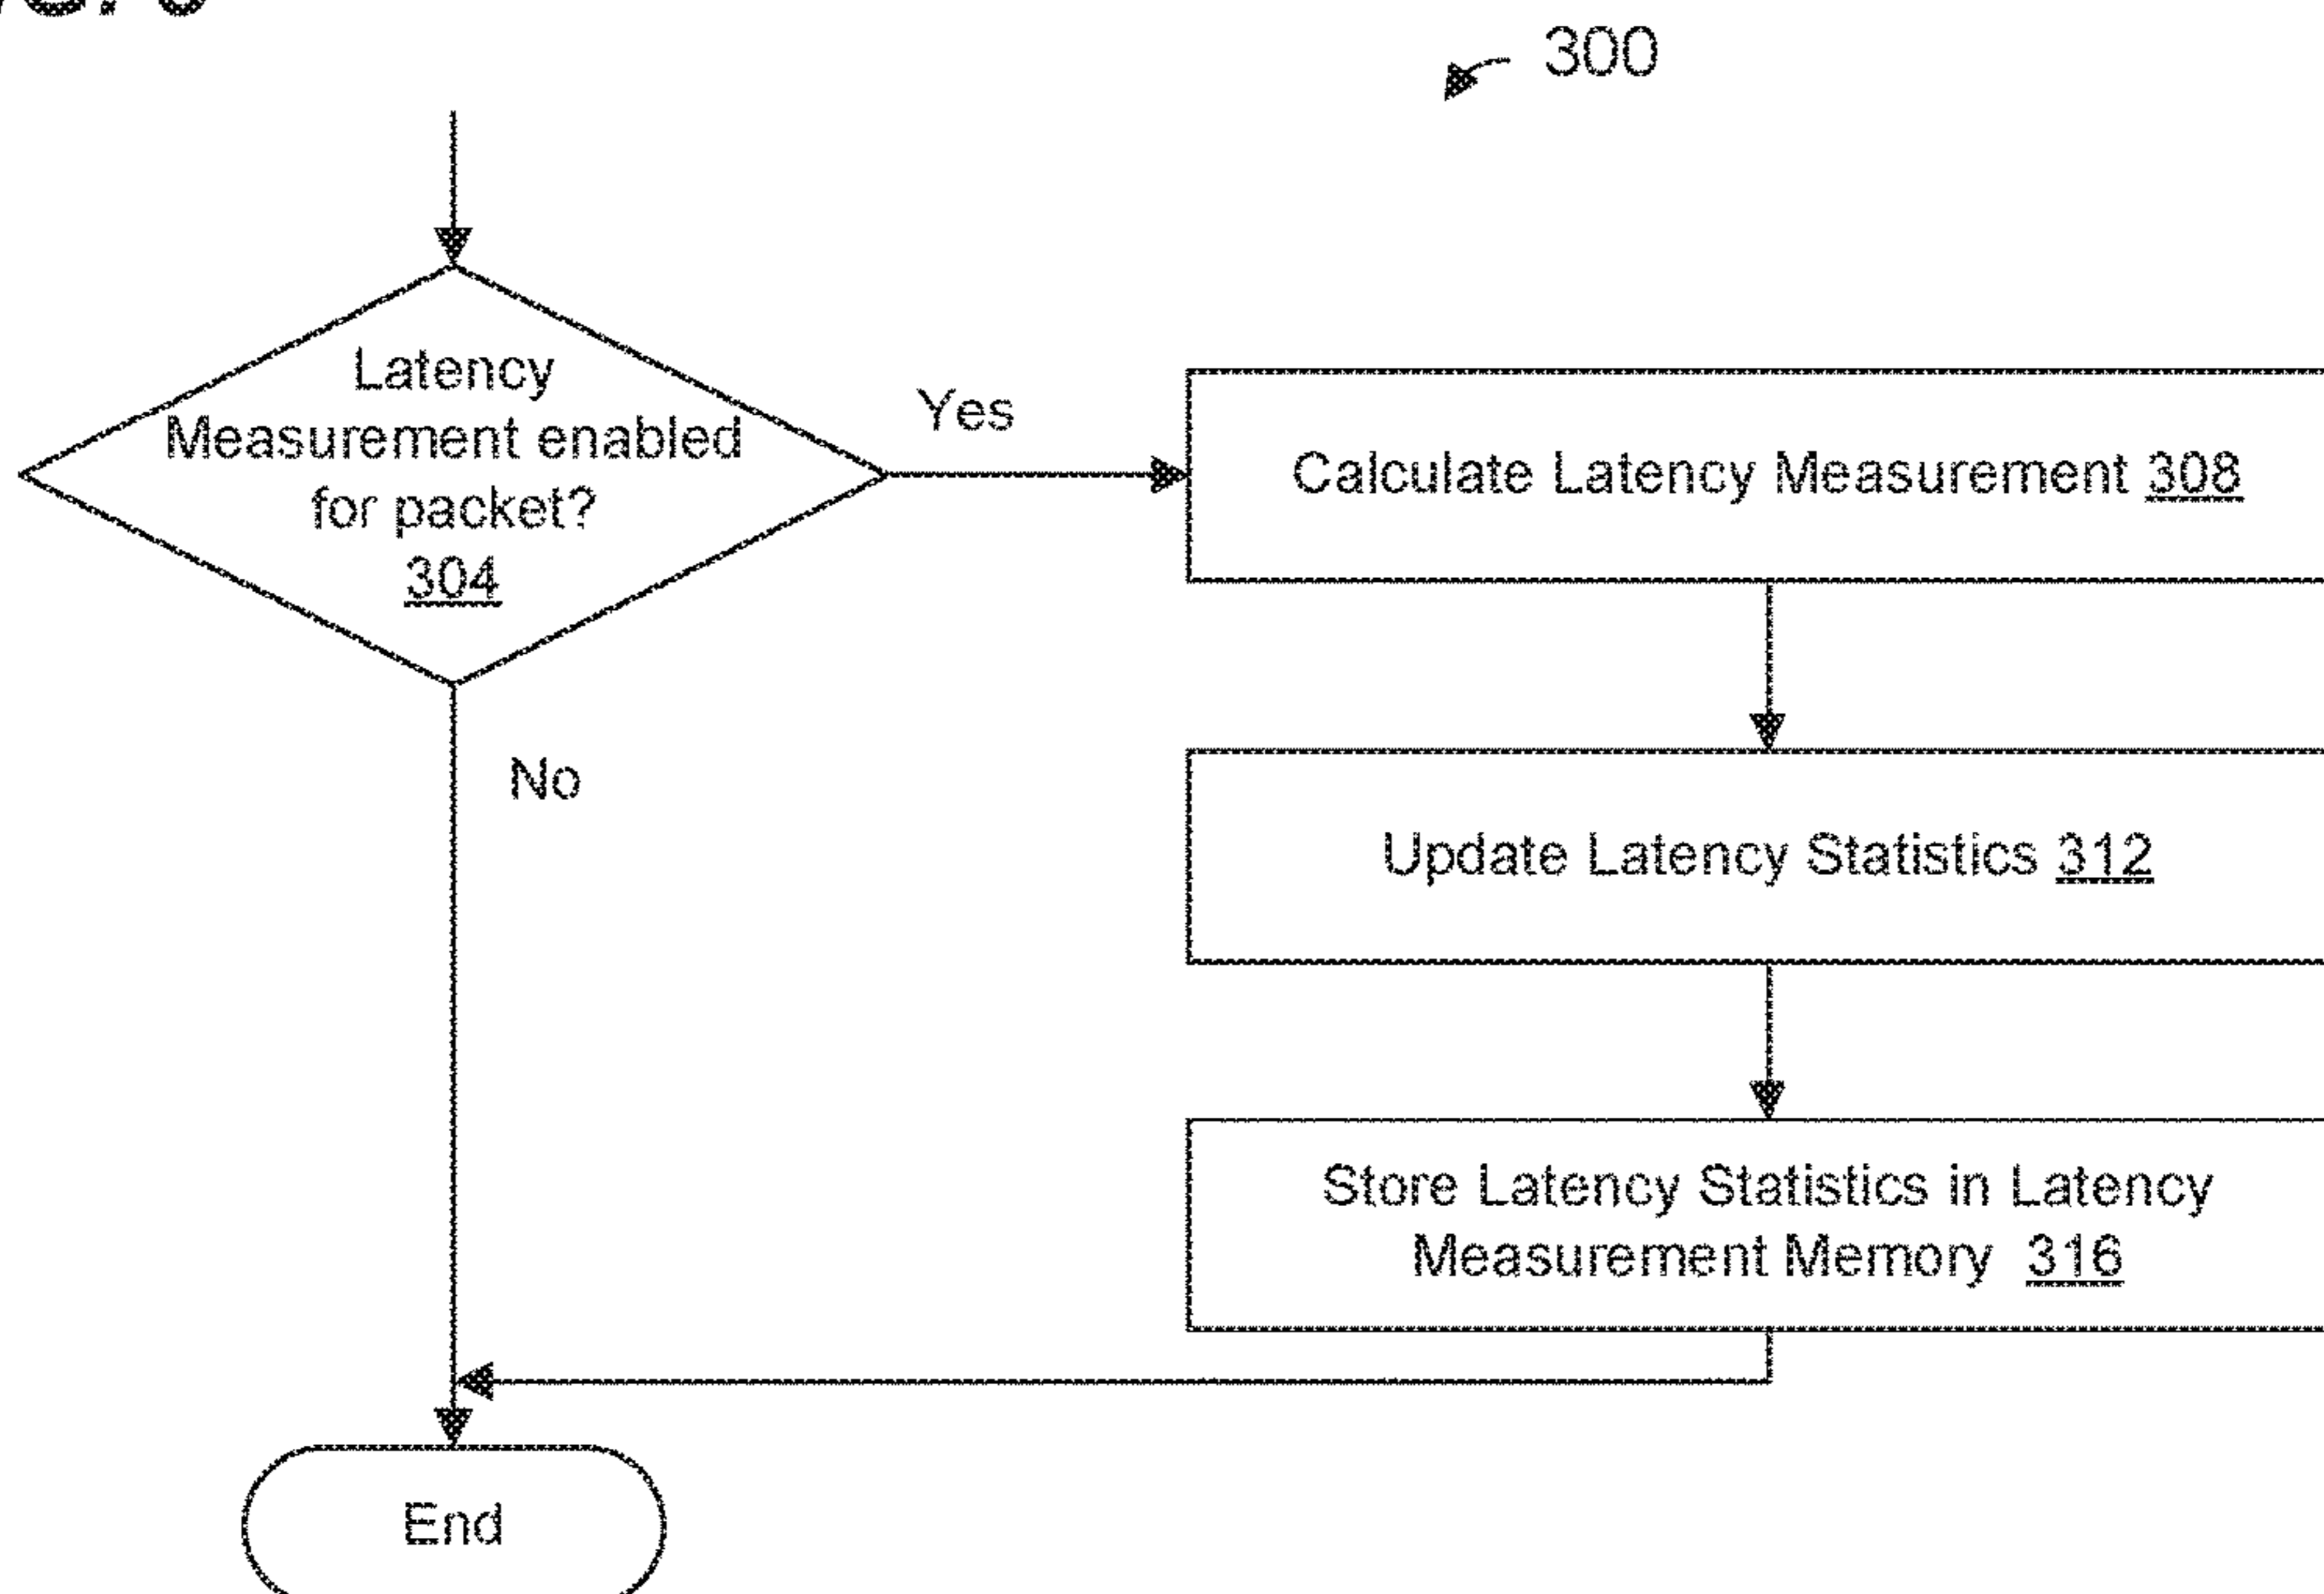 300
Latency
Measurement enabled
for packet?
304
Yes
Calculate Latency Measurement 308
No
Update Latency Statistics 312
Store Latency Statistics in Latency
Measurement Memory 316
End